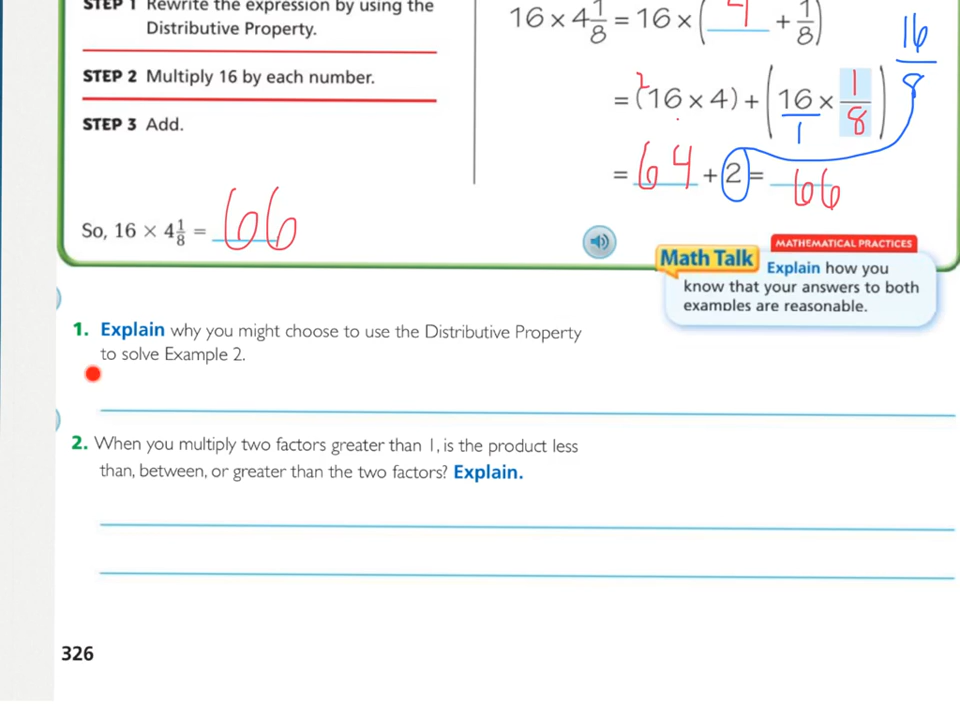 STEP 1 Rewrite the expression by using the
Distributive Property.
16 × 4 1/8 = 16 × ( 4 + 1/8 )
16/8
STEP 2 Multiply 16 by each number.
= (16 × 4) + ( 16/1 × 1/8 )
2
STEP 3 Add.
= 64 + 2 = 66
So, 16 × 4 1/8 = 66
Math Talk
MATHEMATICAL PRACTICES
Explain how you
know that your answers to both
examples are reasonable.
1. Explain why you might choose to use the Distributive Property
to solve Example 2.
2. When you multiply two factors greater than 1, is the product less
than, between, or greater than the two factors? Explain.
326